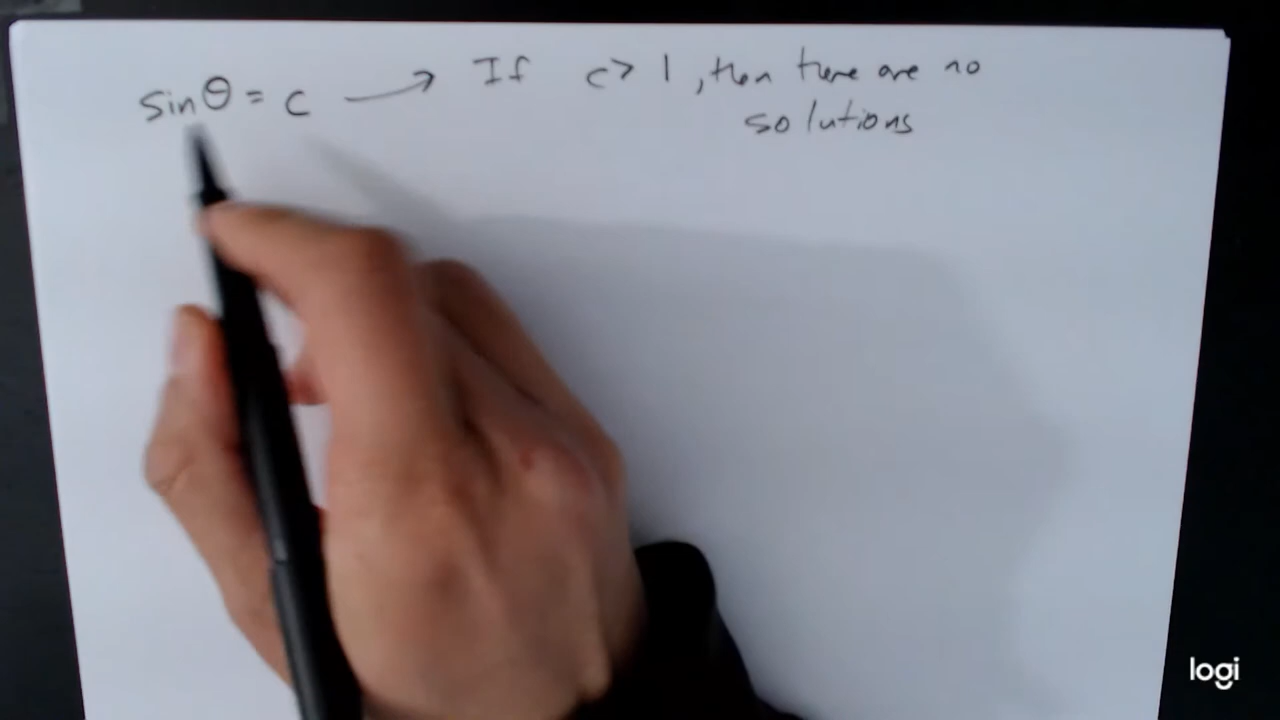 sinθ = c → If c > 1, then there are no
solutions
logi